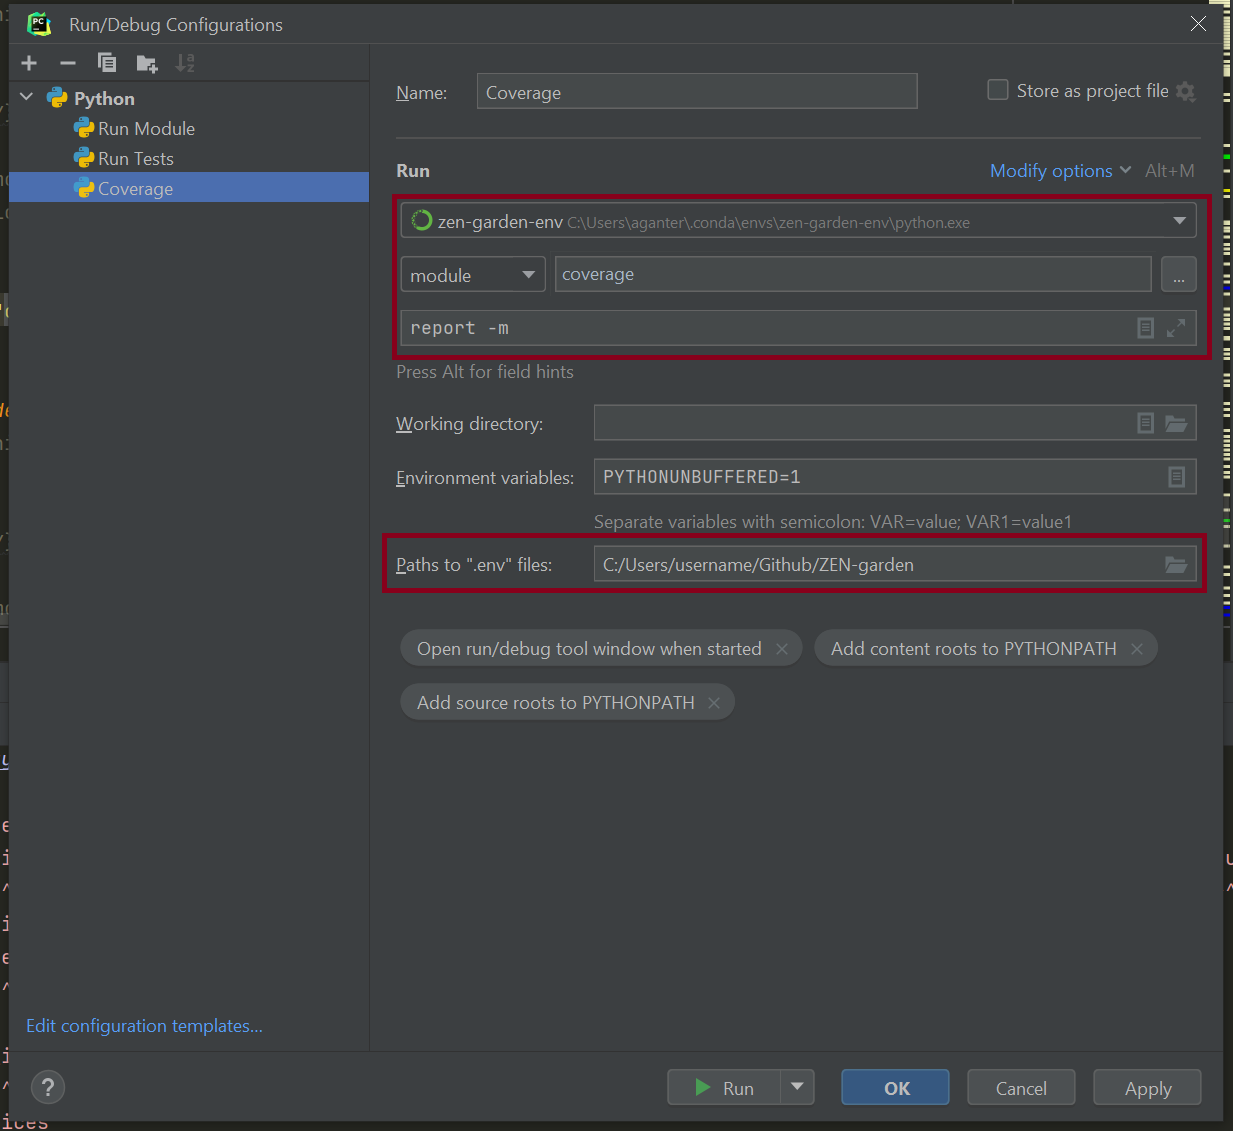 PC
Run/Debug Configurations
Python
Run Module
Run Tests
Coverage
Edit configuration templates...
Name: Coverage
Store as project file
Run
Modify options Alt+M
zen-garden-env C:\Users\aganter\.conda\envs\zen-garden-env\python.exe
module coverage ...
report -m
Press Alt for field hints
Working directory:
Environment variables: PYTHONUNBUFFERED=1
Separate variables with semicolon: VAR=value; VAR1=value1
Paths to ".env" files: C:/Users/username/Github/ZEN-garden
Open run/debug tool window when started
Add content roots to PYTHONPATH
Add source roots to PYTHONPATH
? Run OK Cancel Apply